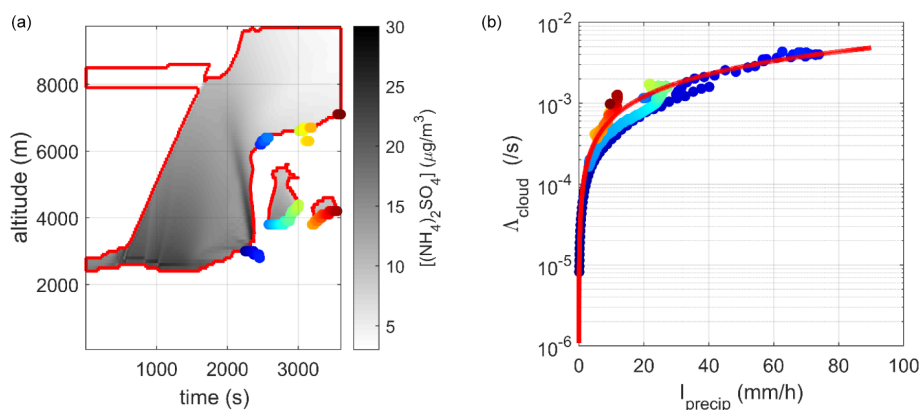 (a)
8000
6000
4000
2000
altitude (m)
1000 2000 3000
time (s)
30
25
20
15
10
5
[(NH4)2SO4] (µg/m3)
(b)
10-2
10-3
10-4
10-5
10-6
Λcloud (/s)
0 20 40 60 80 100
Iprecip (mm/h)